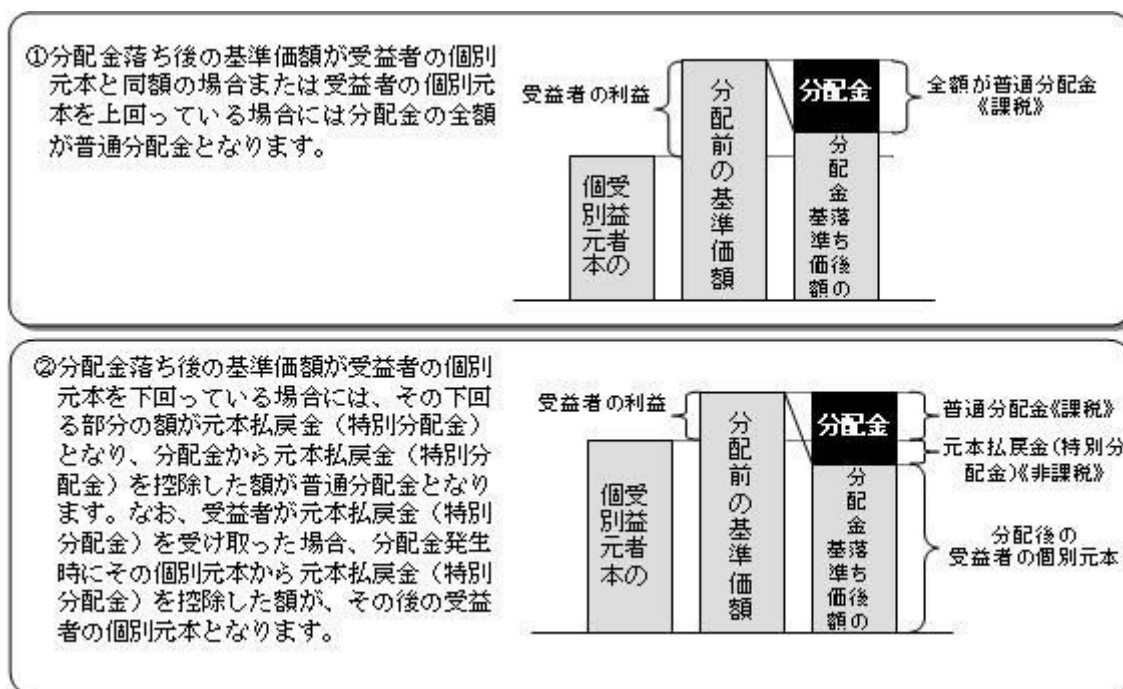 ①分配金落ち後の基準価額が受益者の個別
元本と同額の場合または受益者の個別元
本を上回っている場合には分配金の全額
が普通分配金となります。
受益者の利益
受益者の
個別元本
分配前の基準価額
分配金
分配金落ち後の
基準価額
全額が普通分配金
《課税》
②分配金落ち後の基準価額が受益者の個別
元本を下回っている場合には、その下回
る部分の額が元本払戻金（特別分配金）
となり、分配金から元本払戻金（特別分
配金）を控除した額が普通分配金となり
ます。なお、受益者が元本払戻金（特別
分配金）を受け取った場合、分配金発生
時にその個別元本から元本払戻金（特別
分配金）を控除した額が、その後の受益
者の個別元本となります。
受益者の利益
受益者の
個別元本
分配前の基準価額
分配金
分配金落ち後の
基準価額
普通分配金《課税》
元本払戻金(特別分
配金)《非課税》
分配後の
受益者の個別元本